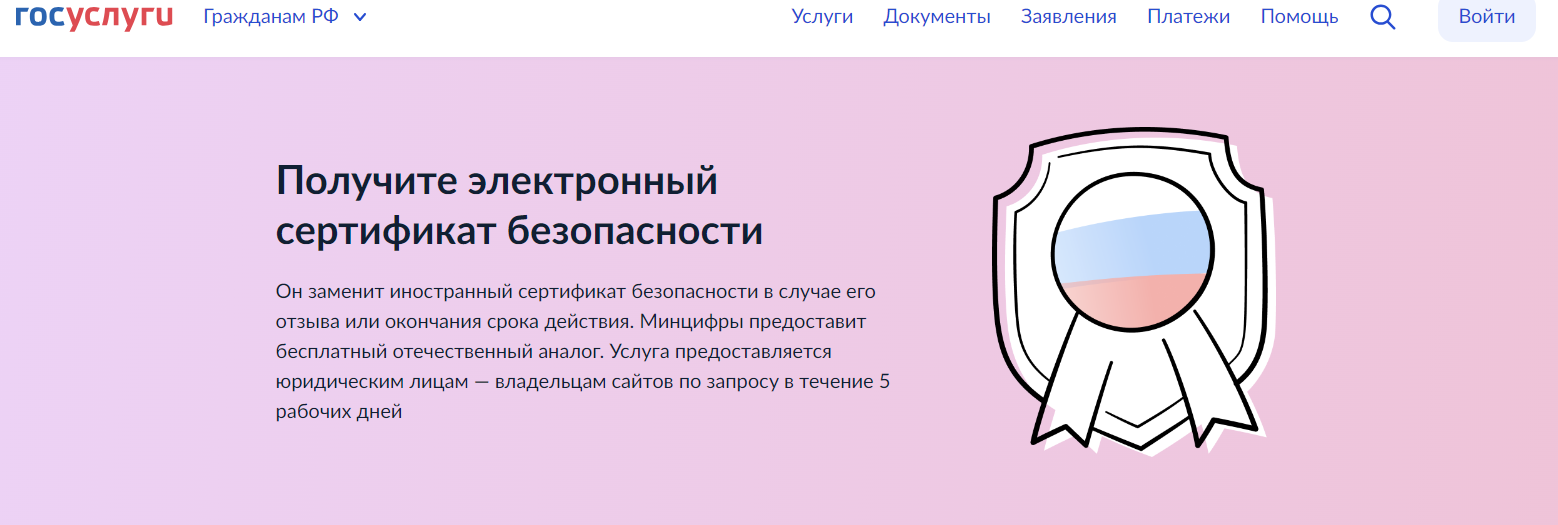 госуслуги Гражданам РФ Услуги Документы Заявления Платежи Помощь Войти
Получите электронный
сертификат безопасности
Он заменит иностранный сертификат безопасности в случае его
отзыва или окончания срока действия. Минцифры предоставит
бесплатный отечественный аналог. Услуга предоставляется
юридическим лицам — владельцам сайтов по запросу в течение 5
рабочих дней